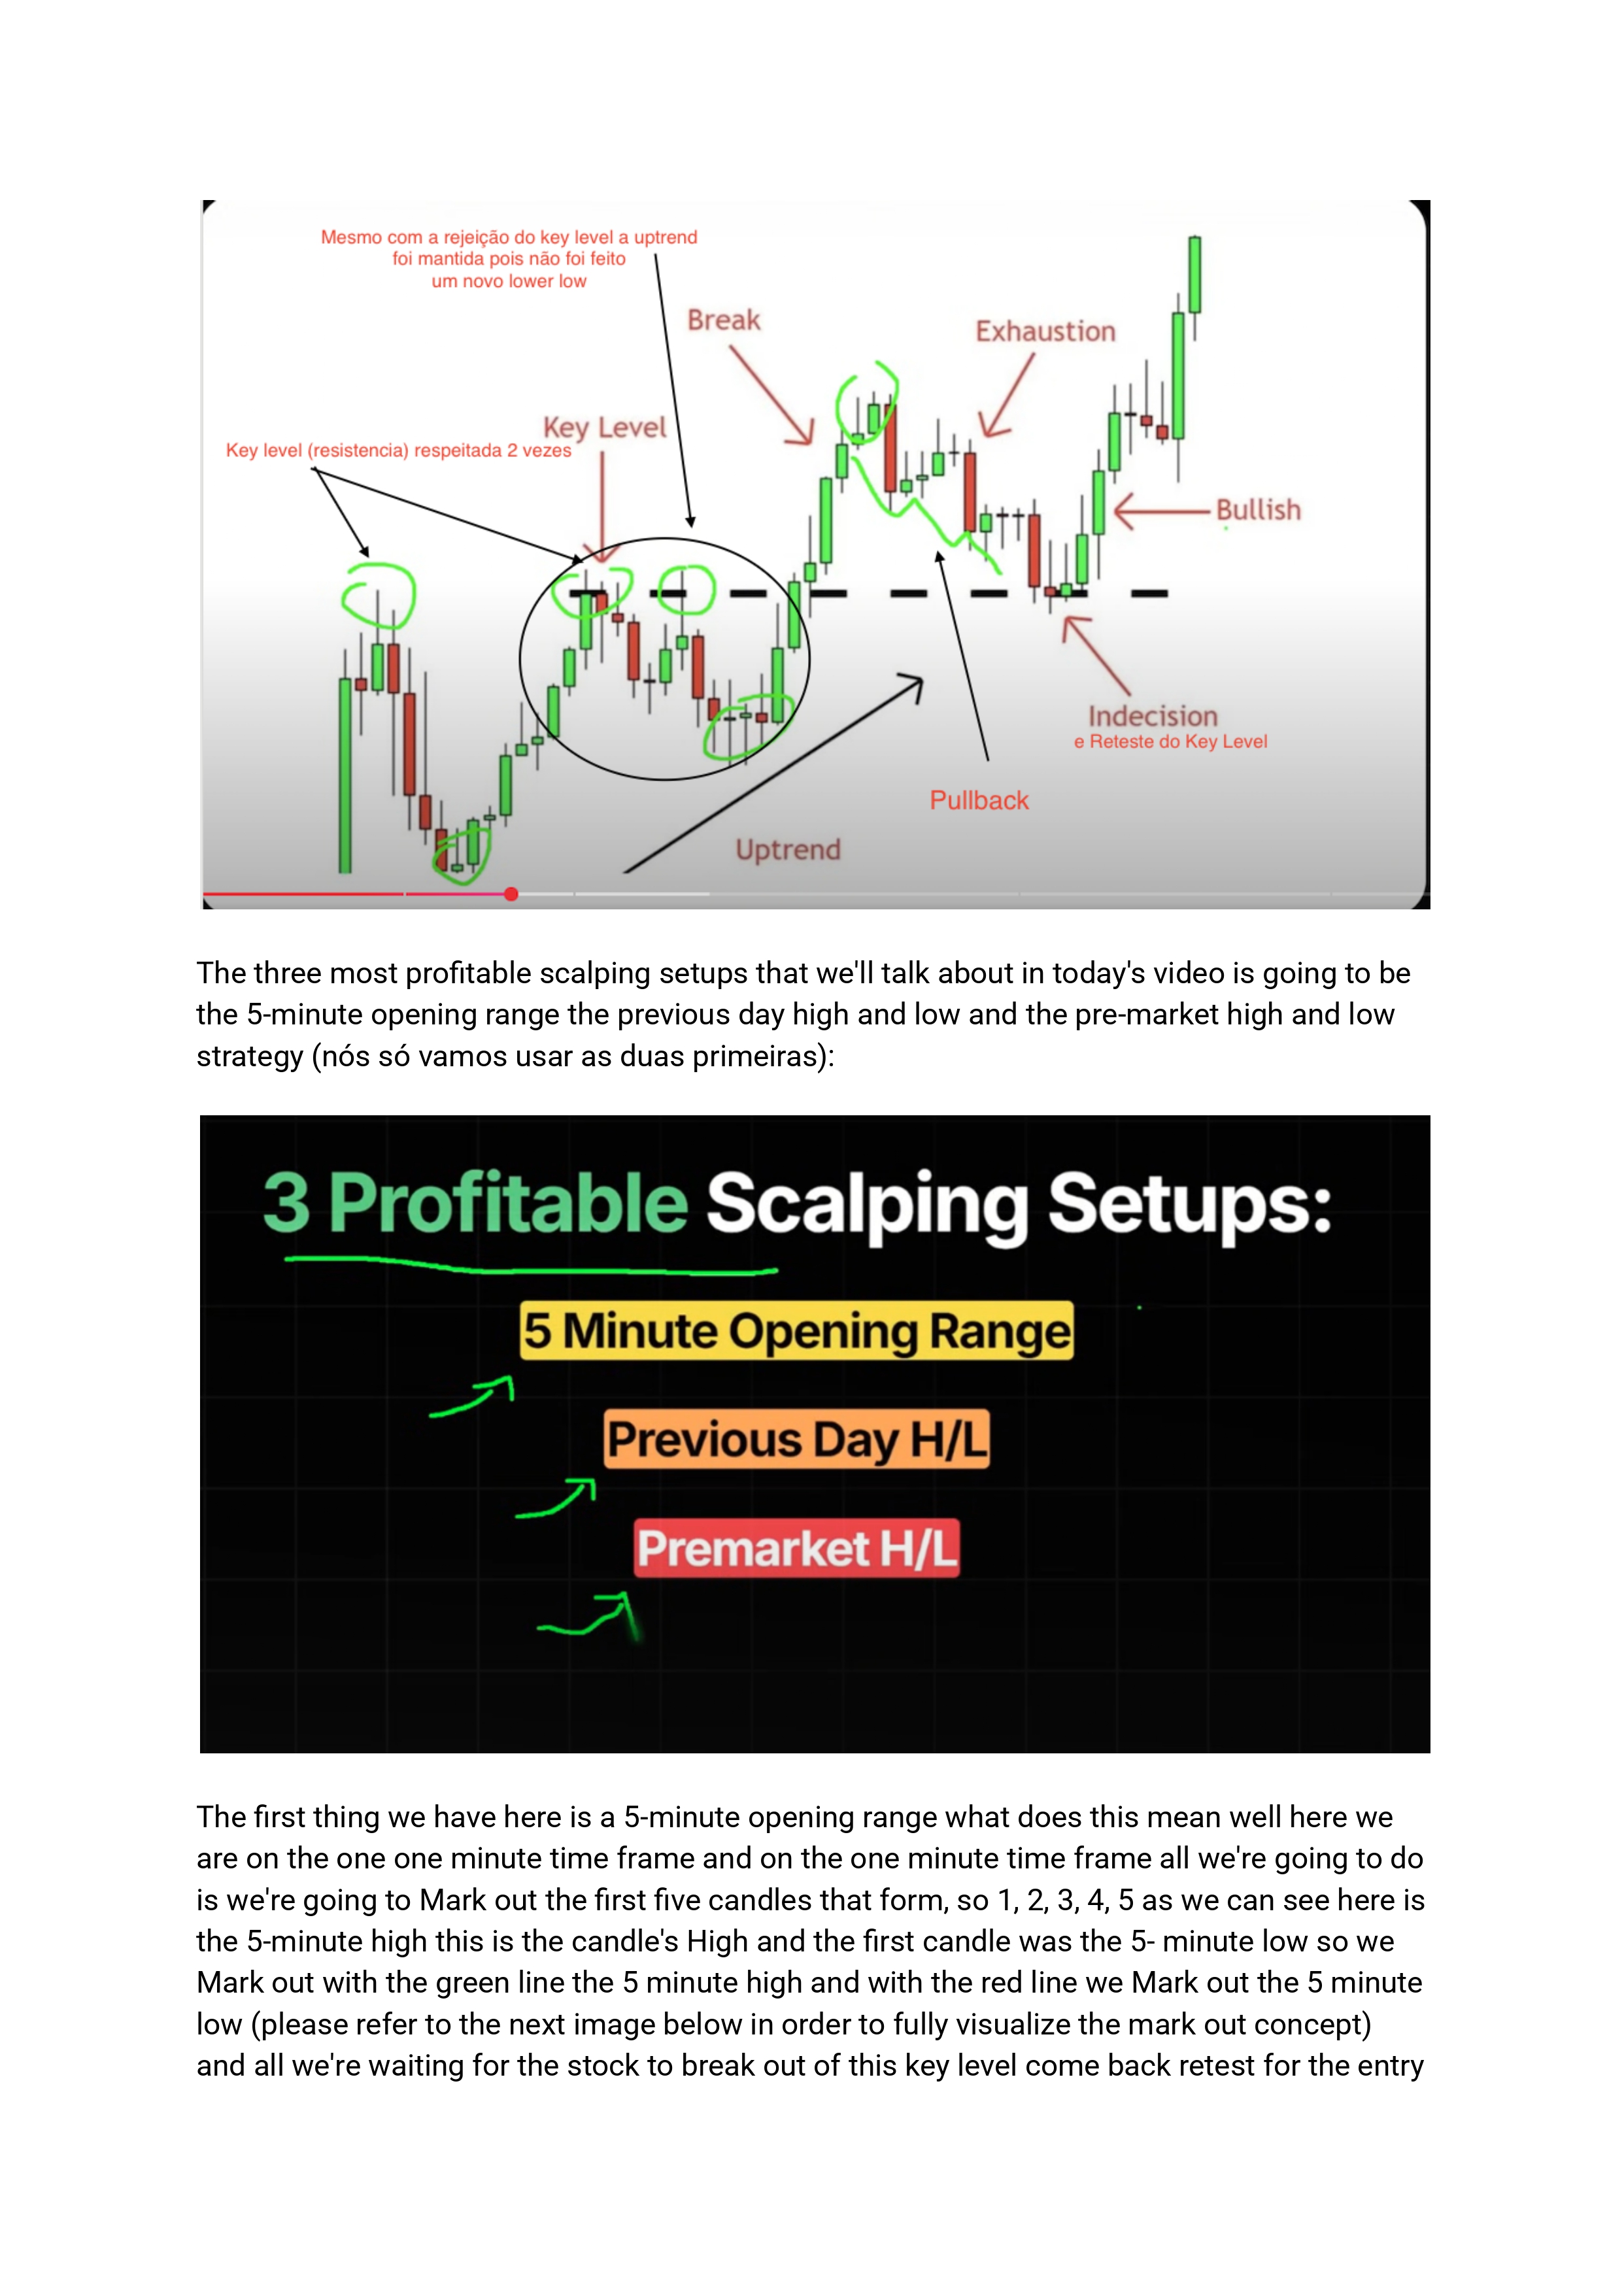 Mesmo com a rejeição do key level a uptrend
foi mantida pois não foi feito
um novo lower low
Break
Exhaustion
Key Level
Key level (resistencia) respeitada 2 vezes
Bullish
Indecision
e Reteste do Key Level
Pullback
Uptrend
The three most profitable scalping setups that we'll talk about in today's video is going to be
the 5-minute opening range the previous day high and low and the pre-market high and low
strategy (nós só vamos usar as duas primeiras):
3 Profitable Scalping Setups:
5 Minute Opening Range
Previous Day H/L
Premarket H/L
The first thing we have here is a 5-minute opening range what does this mean well here we
are on the one one minute time frame and on the one minute time frame all we're going to do
is we're going to Mark out the first five candles that form, so 1, 2, 3, 4, 5 as we can see here is
the 5-minute high this is the candle's High and the first candle was the 5- minute low so we
Mark out with the green line the 5 minute high and with the red line we Mark out the 5 minute
low (please refer to the next image below in order to fully visualize the mark out concept)
and all we're waiting for the stock to break out of this key level come back retest for the entry